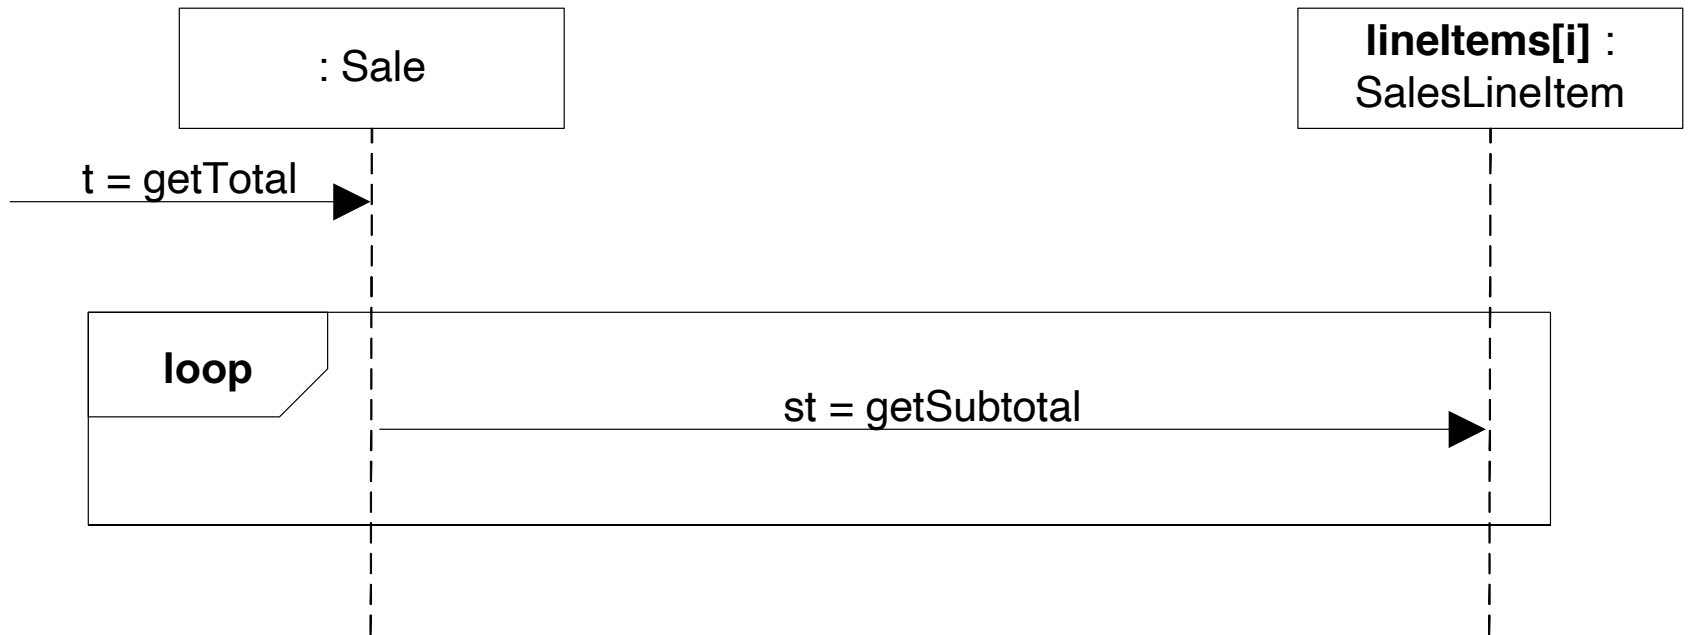 : Sale
lineItems[i] :
SalesLineItem
t = getTotal
loop
st = getSubtotal